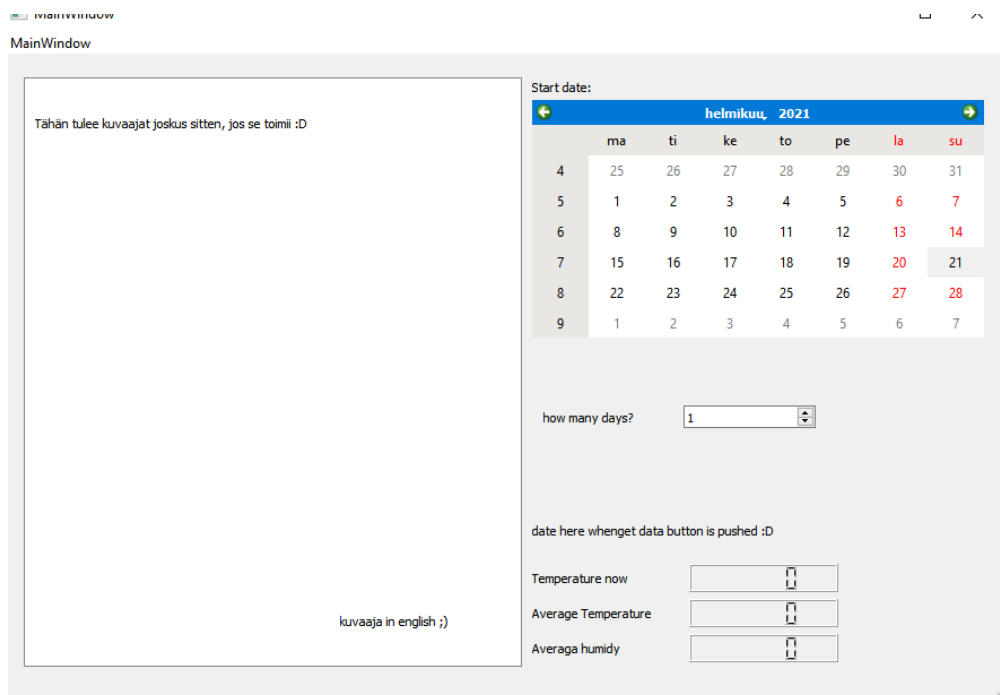 MainWindow
MainWindow
Tähän tulee kuvaajat joskus sitten, jos se toimii :D
kuvaaja in english ;)
Start date:
helmikuu, 2021
ma ti ke to pe la su
4 25 26 27 28 29 30 31
5 1 2 3 4 5 6 7
6 8 9 10 11 12 13 14
7 15 16 17 18 19 20 21
8 22 23 24 25 26 27 28
9 1 2 3 4 5 6 7
how many days? 1
date here whenget data button is pushed :D
Temperature now 0
Average Temperature 0
Averaga humidy 0